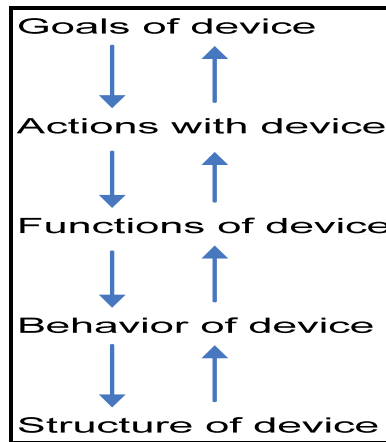 Goals of device
Actions with device
Functions of device
Behavior of device
Structure of device